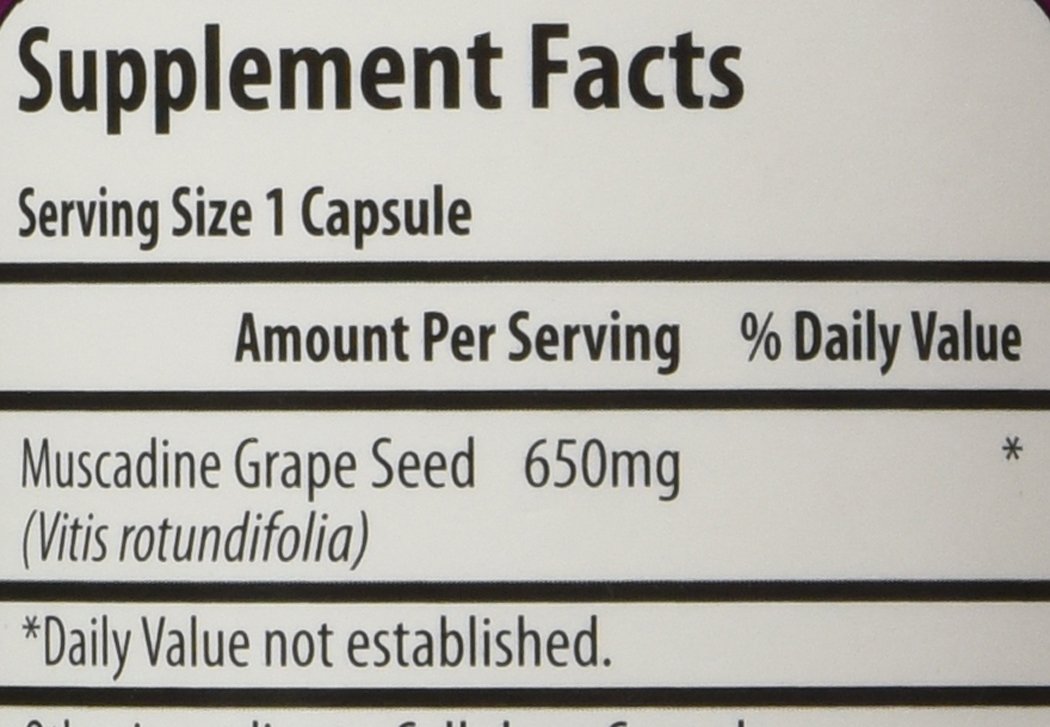 Supplement Facts
Serving Size 1 Capsule
Amount Per Serving % Daily Value
Muscadine Grape Seed 650mg *
(Vitis rotundifolia)
*Daily Value not established.